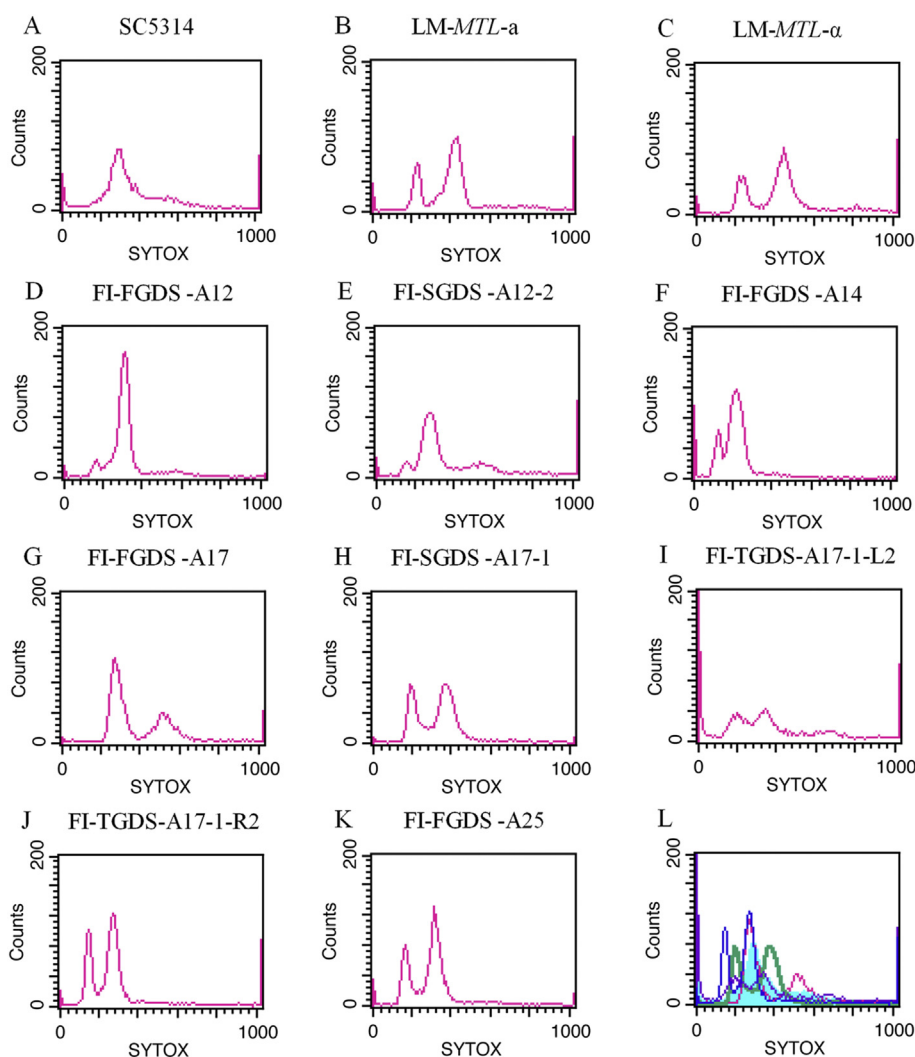 A SC5314
B LM-MTL-a
C LM-MTL-α
200
Counts
0
0 1000
SYTOX
200
Counts
0
0 1000
SYTOX
200
Counts
0
0 1000
SYTOX
D FI-FGDS -A12
E FI-SGDS -A12-2
F FI-FGDS -A14
200
Counts
0
0 1000
SYTOX
200
Counts
0
0 1000
SYTOX
200
Counts
0
0 1000
SYTOX
G FI-FGDS -A17
H FI-SGDS -A17-1
I FI-TGDS-A17-1-L2
200
Counts
0
0 1000
SYTOX
200
Counts
0
0 1000
SYTOX
200
Counts
0
0 1000
SYTOX
J FI-TGDS-A17-1-R2
K FI-FGDS -A25
L
200
Counts
0
0 1000
SYTOX
200
Counts
0
0 1000
SYTOX
200
Counts
0
0 1000
SYTOX